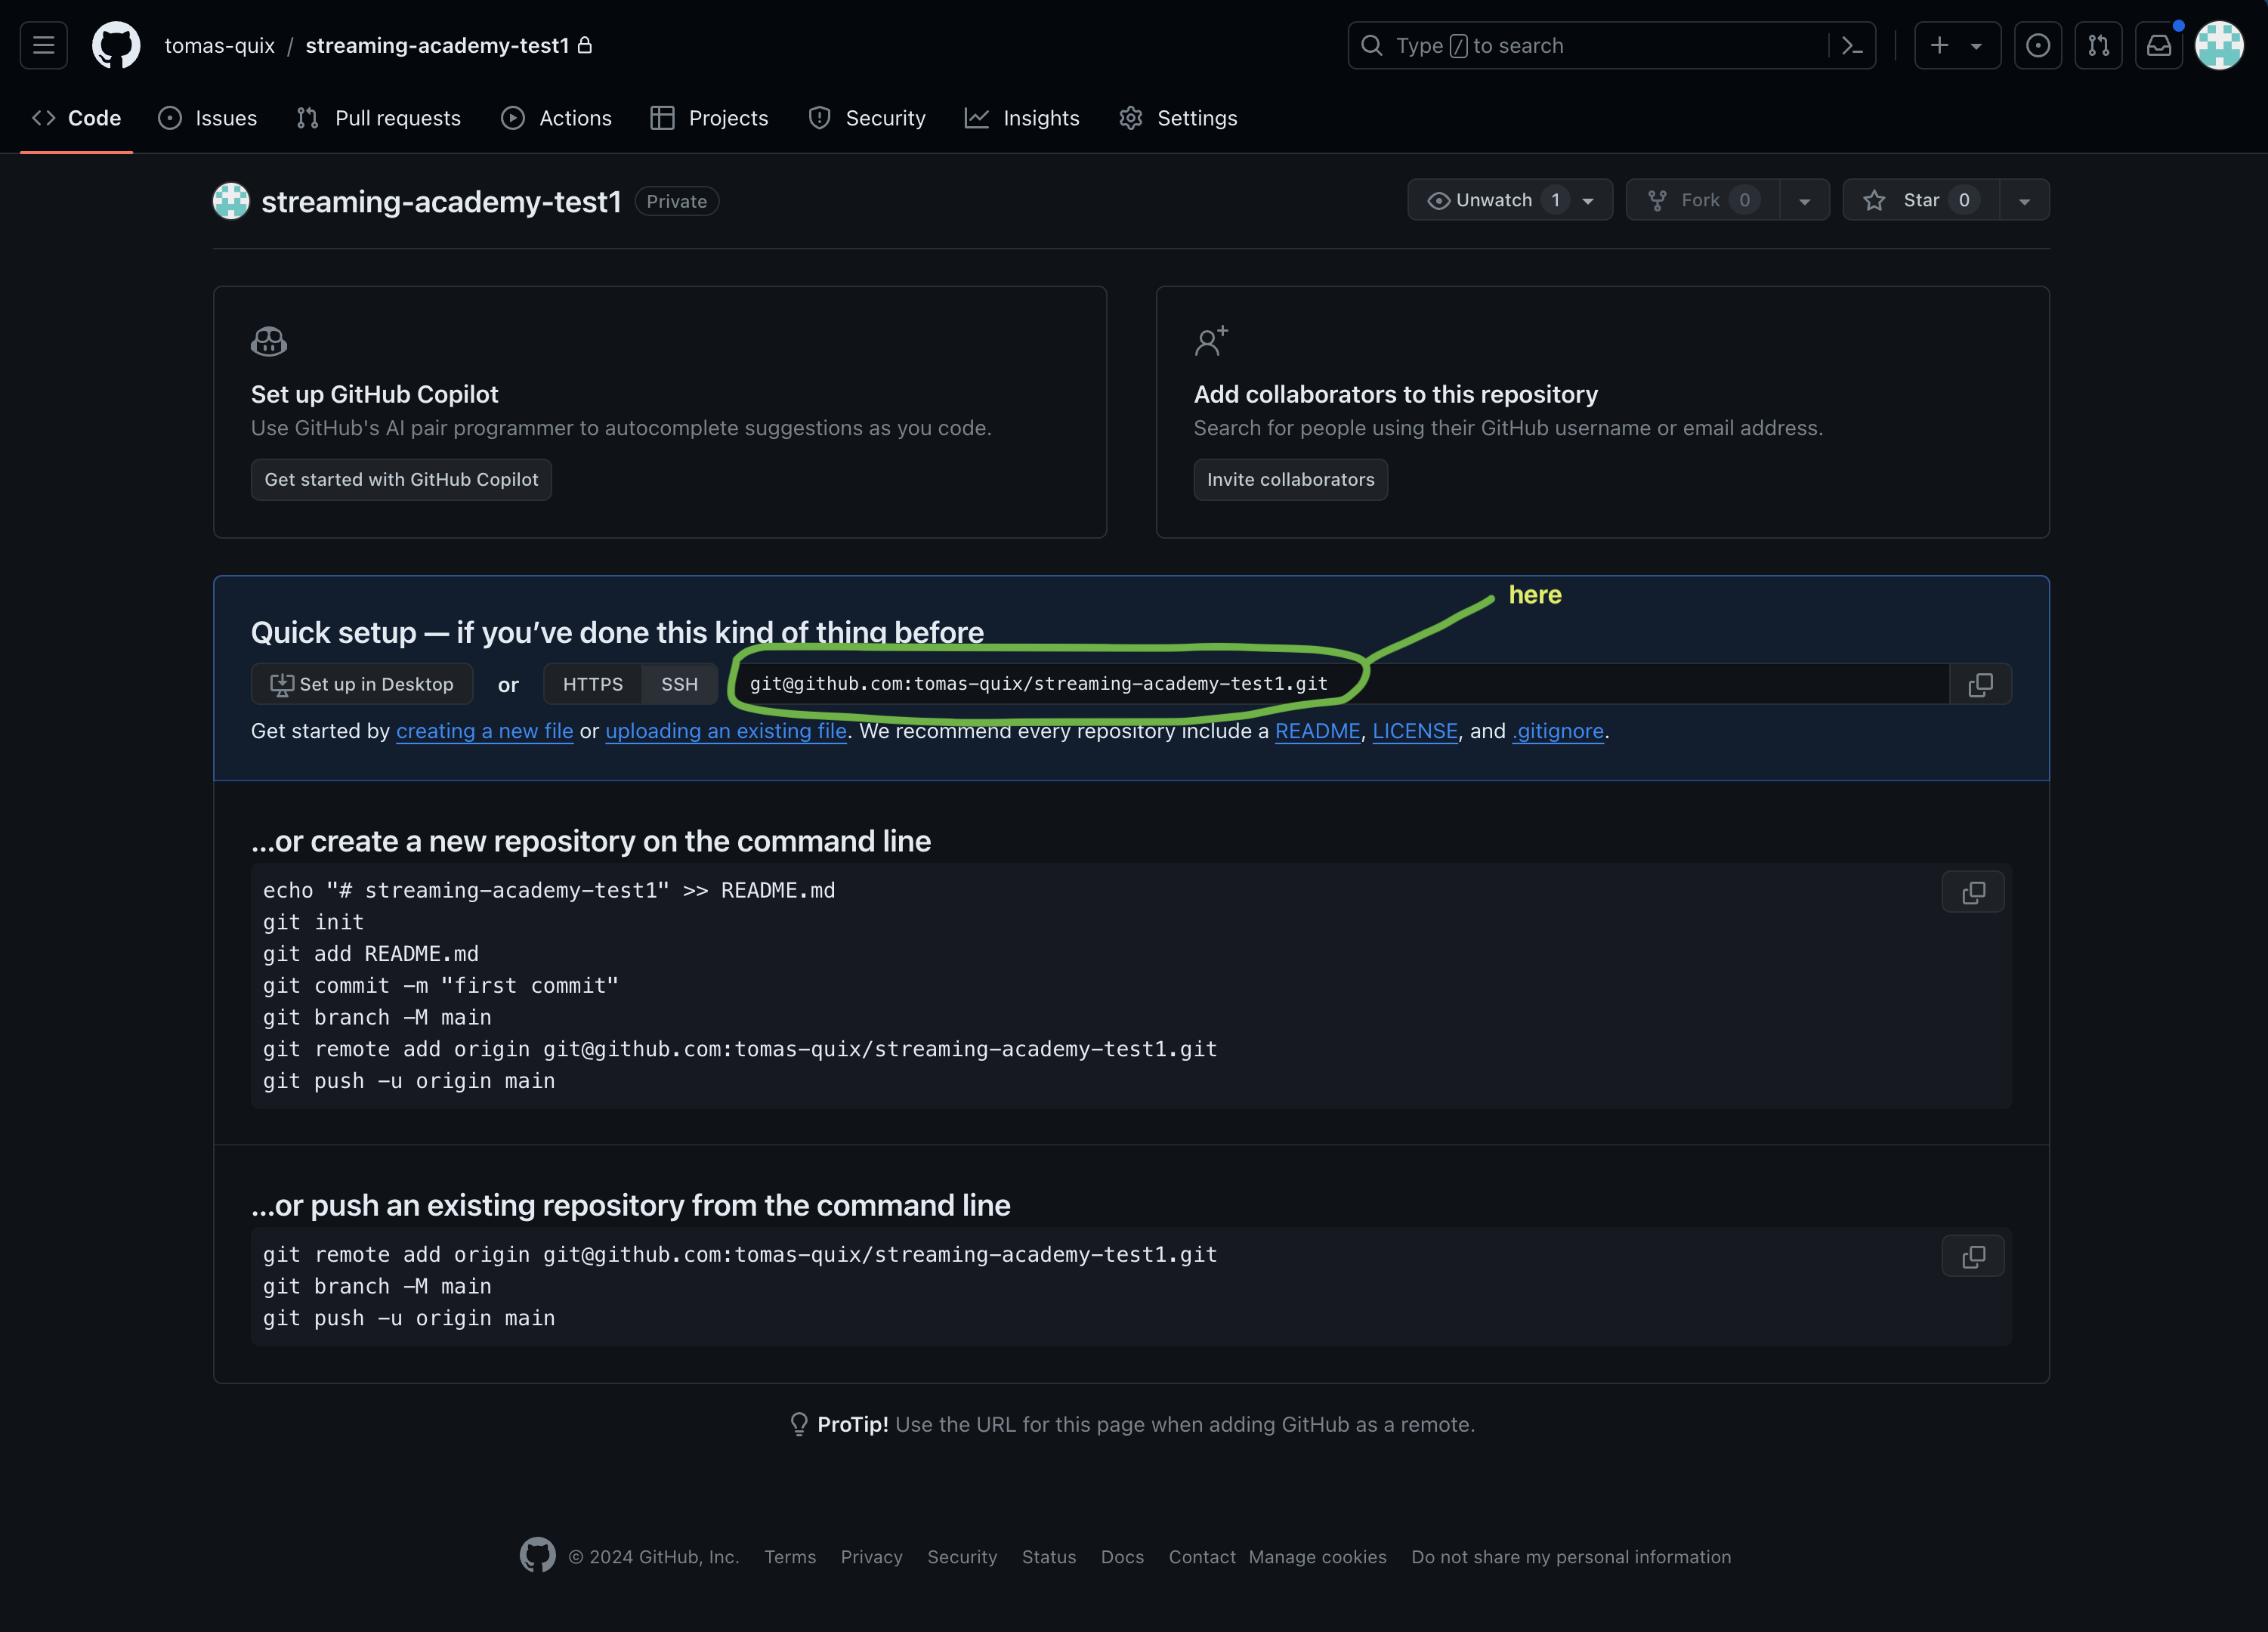 tomas-quix / streaming-academy-test1
Type / to search
Code Issues Pull requests Actions Projects Security Insights Settings
streaming-academy-test1 Private
Unwatch 1 Fork 0 Star 0
Set up GitHub Copilot
Use GitHub's AI pair programmer to autocomplete suggestions as you code.
Get started with GitHub Copilot
Add collaborators to this repository
Search for people using their GitHub username or email address.
Invite collaborators
here
Quick setup — if you’ve done this kind of thing before
Set up in Desktop or HTTPS SSH git@github.com:tomas-quix/streaming-academy-test1.git
Get started by creating a new file or uploading an existing file. We recommend every repository include a README, LICENSE, and .gitignore.
...or create a new repository on the command line
echo "# streaming-academy-test1" >> README.md
git init
git add README.md
git commit -m "first commit"
git branch -M main
git remote add origin git@github.com:tomas-quix/streaming-academy-test1.git
git push -u origin main
...or push an existing repository from the command line
git remote add origin git@github.com:tomas-quix/streaming-academy-test1.git
git branch -M main
git push -u origin main
ProTip! Use the URL for this page when adding GitHub as a remote.
© 2024 GitHub, Inc. Terms Privacy Security Status Docs Contact Manage cookies Do not share my personal information